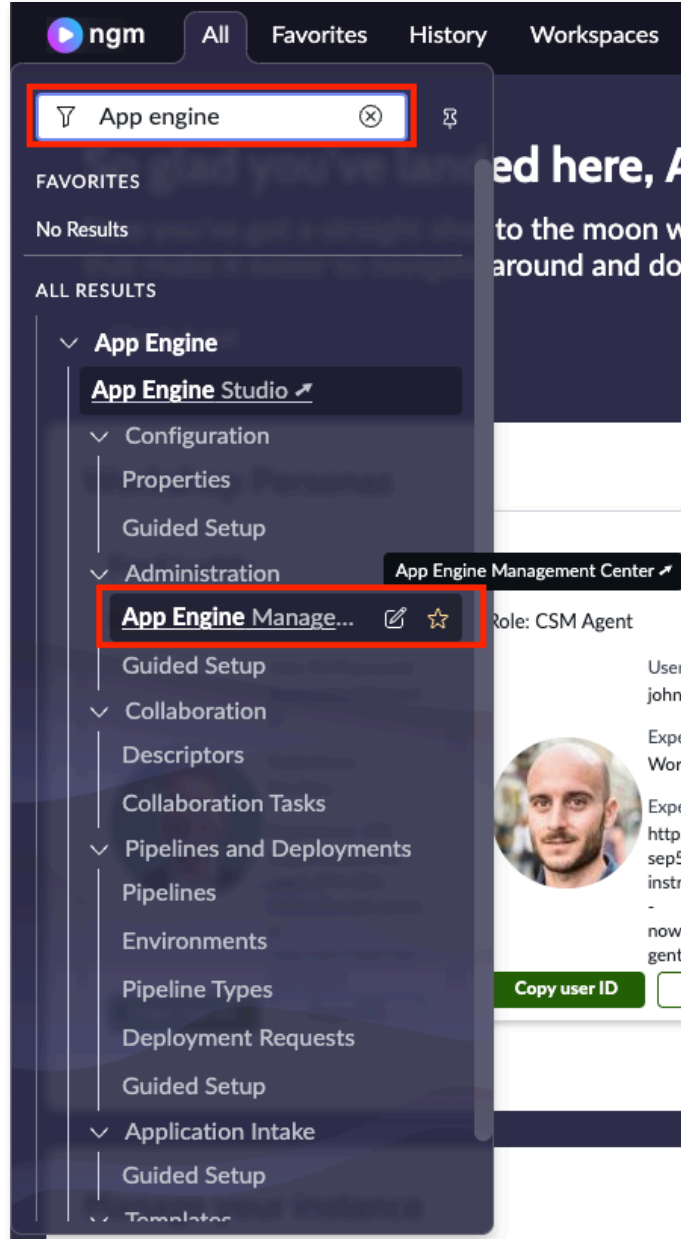 ngm All Favorites History Workspaces
App engine
ed here, A
FAVORITES
No Results
to the moon w
around and do
ALL RESULTS
App Engine
App Engine Studio ↗
Configuration
Properties
Guided Setup
Administration
App Engine Management Center ↗
App Engine Manage...
Role: CSM Agent
Guided Setup
User
john
Collaboration
Descriptors
Expe
Wor
Collaboration Tasks
Expe
http
Pipelines and Deployments
sep5
instr
Pipelines
-
now
Environments
gent
Pipeline Types
Copy user ID
Deployment Requests
Guided Setup
Application Intake
Guided Setup
Templates